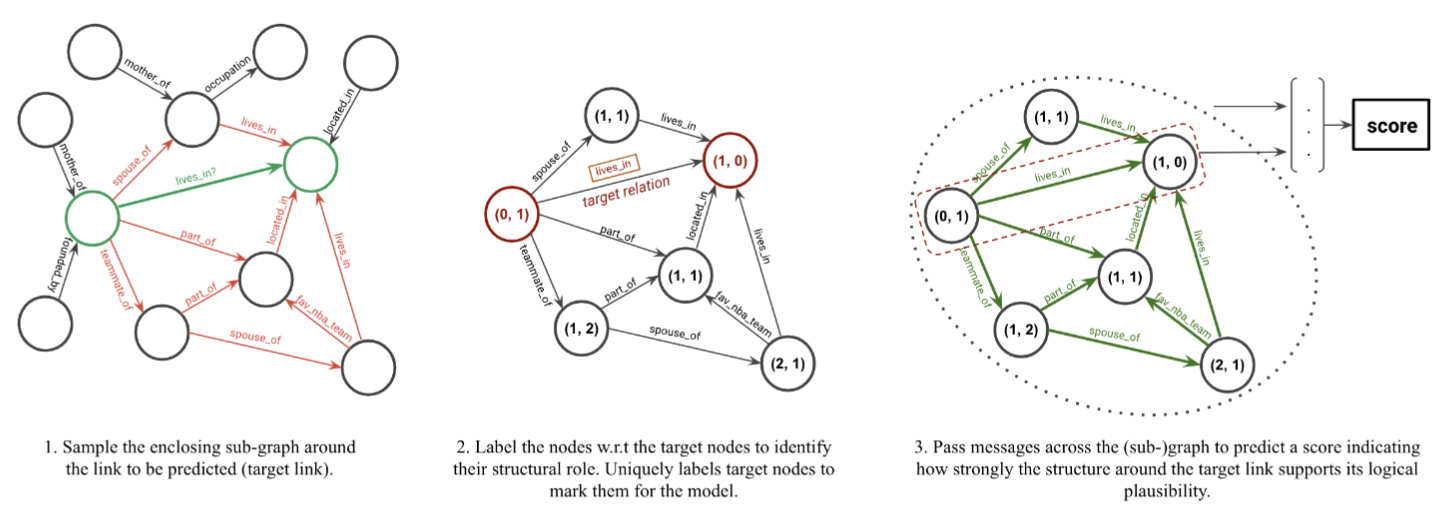 mother_of
occupation
located_in
mother_of
spouse_of
lives_in
lives_in?
founded_by
part_of
located_in
lives_in
teammate_of
part_of
fav_nba_team
spouse_of
1. Sample the enclosing sub-graph around
the link to be predicted (target link).
(1, 1)
lives_in
spouse_of
lives_in
(1, 0)
target relation
(0, 1)
part_of
located_in
lives_in
teammate_of
part_of
(1, 1)
fav_nba_team
(1, 2)
spouse_of
(2, 1)
2. Label the nodes w.r.t the target nodes to identify
their structural role. Uniquely labels target nodes to
mark them for the model.
(1, 1)
lives_in
spouse_of
lives_in
(1, 0)
(0, 1)
part_of
located_in
lives_in
teammate_of
part_of
(1, 1)
fav_nba_team
(1, 2)
spouse_of
(2, 1)
score
3. Pass messages across the (sub-)graph to predict a score indicating
how strongly the structure around the target link supports its logical
plausibility.